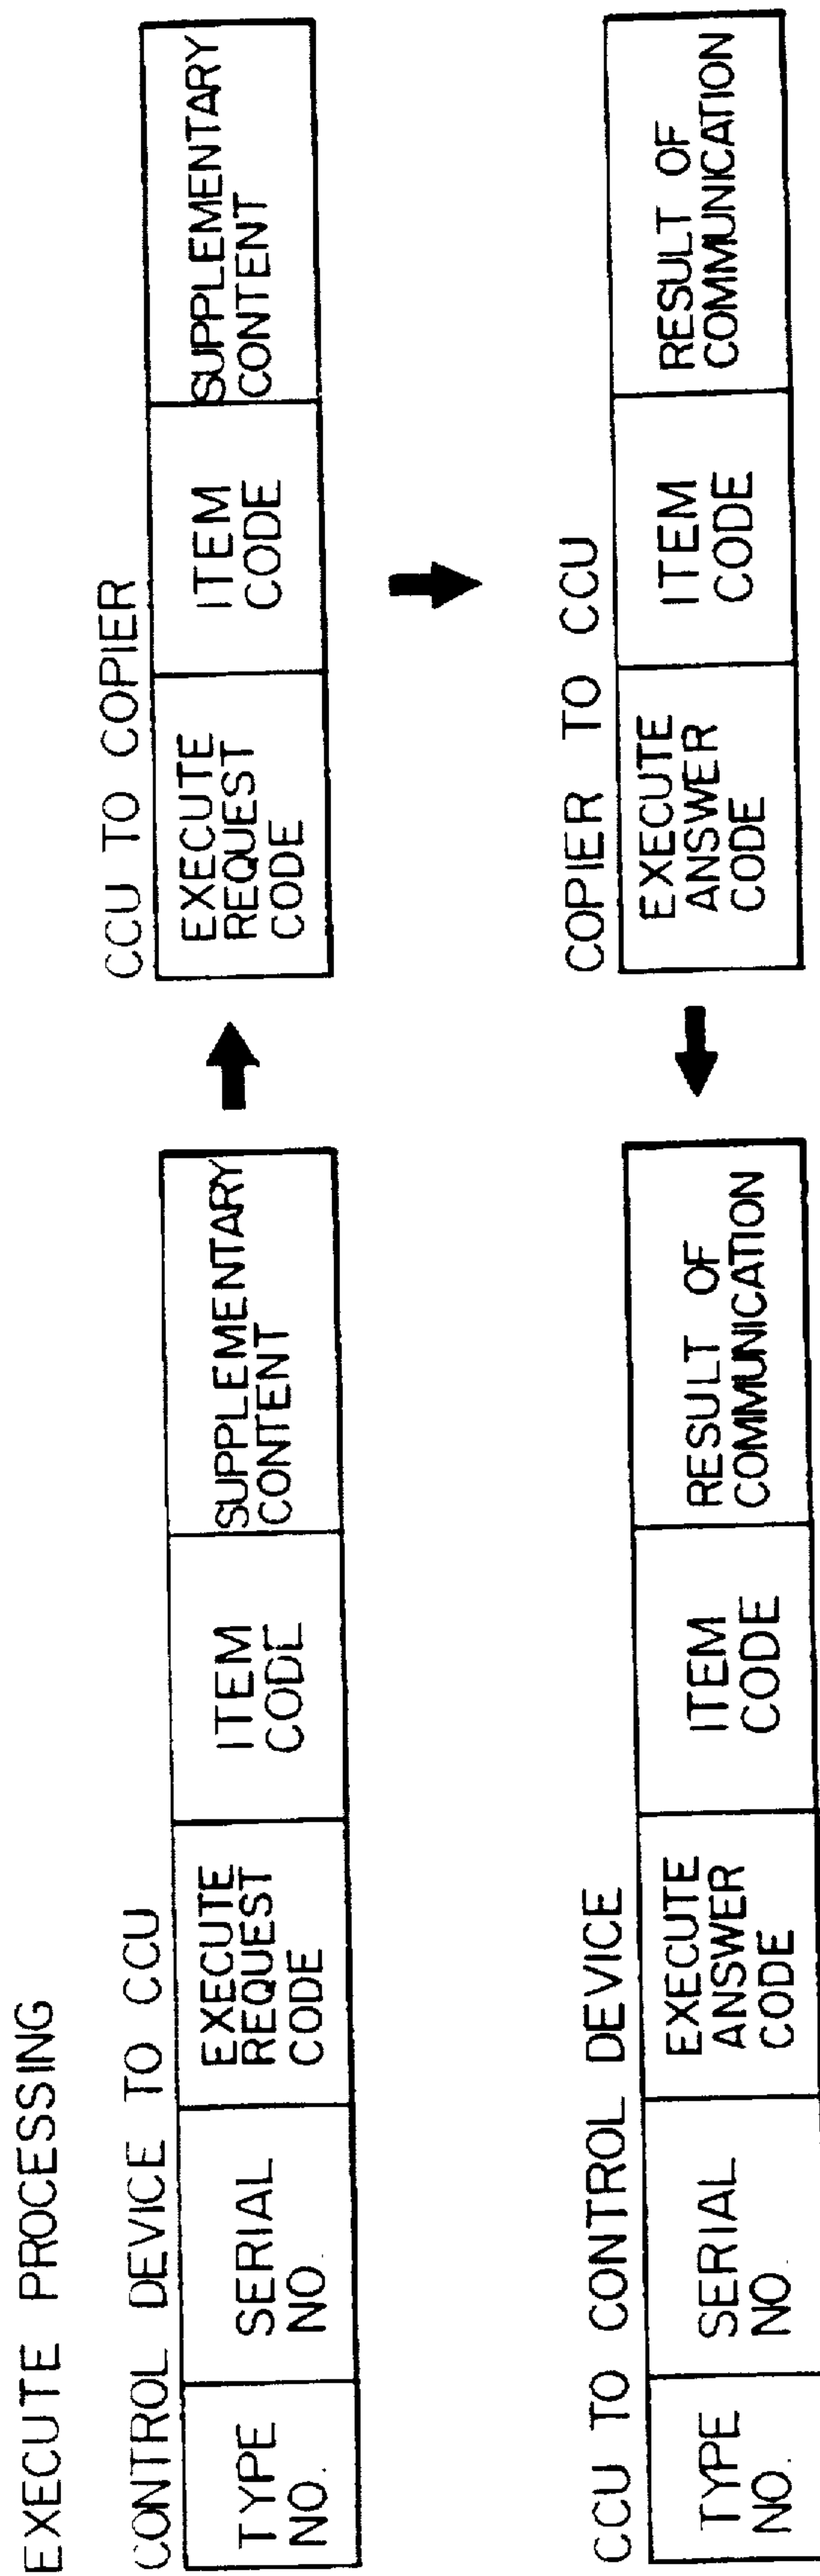 EXECUTE PROCESSING
CONTROL DEVICE TO CCU
TYPE
NO.
SERIAL
NO.
EXECUTE
REQUEST
CODE
ITEM
CODE
SUPPLEMENTARY
CONTENT
CCU TO COPIER
EXECUTE
REQUEST
CODE
ITEM
CODE
SUPPLEMENTARY
CONTENT
COPIER TO CCU
EXECUTE
ANSWER
CODE
ITEM
CODE
RESULT OF
COMMUNICATION
CCU TO CONTROL DEVICE
TYPE
NO.
SERIAL
NO.
EXECUTE
ANSWER
CODE
ITEM
CODE
RESULT OF
COMMUNICATION